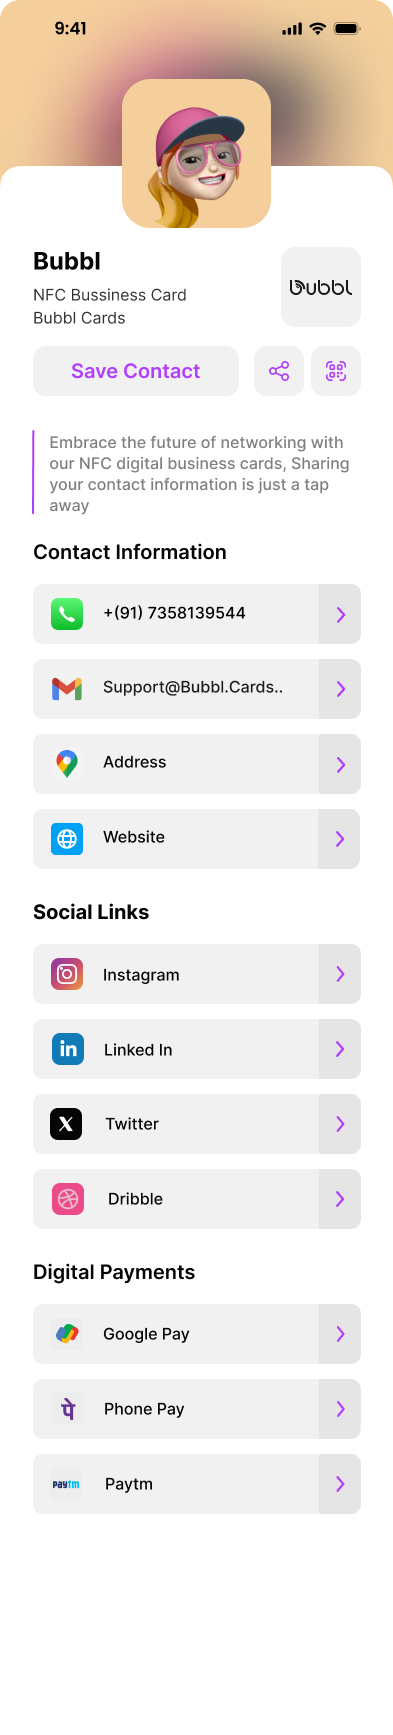 9:41
Bubbl
bubbl
NFC Bussiness Card
Bubbl Cards
Save Contact
Embrace the future of networking with
our NFC digital business cards, Sharing
your contact information is just a tap
away
Contact Information
+(91) 7358139544
Support@Bubbl.Cards..
Address
Website
Social Links
Instagram
in
Linked In
X
Twitter
Dribble
Digital Payments
Google Pay
पे
Phone Pay
paytm
Paytm